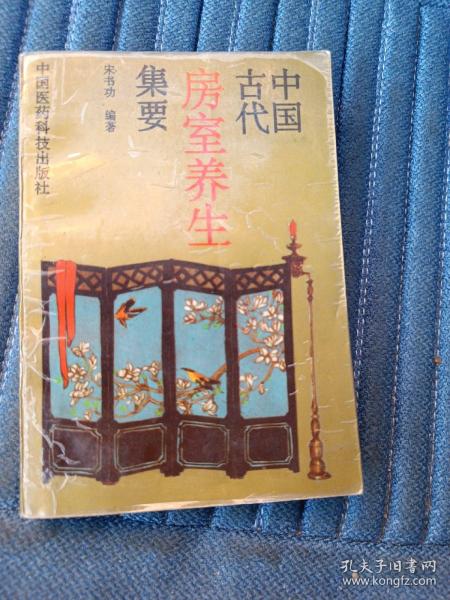 中国
古代
房室养生
集要
宋书功 编著
中国医药科技出版社
孔夫子旧书网
www.kongfz.com